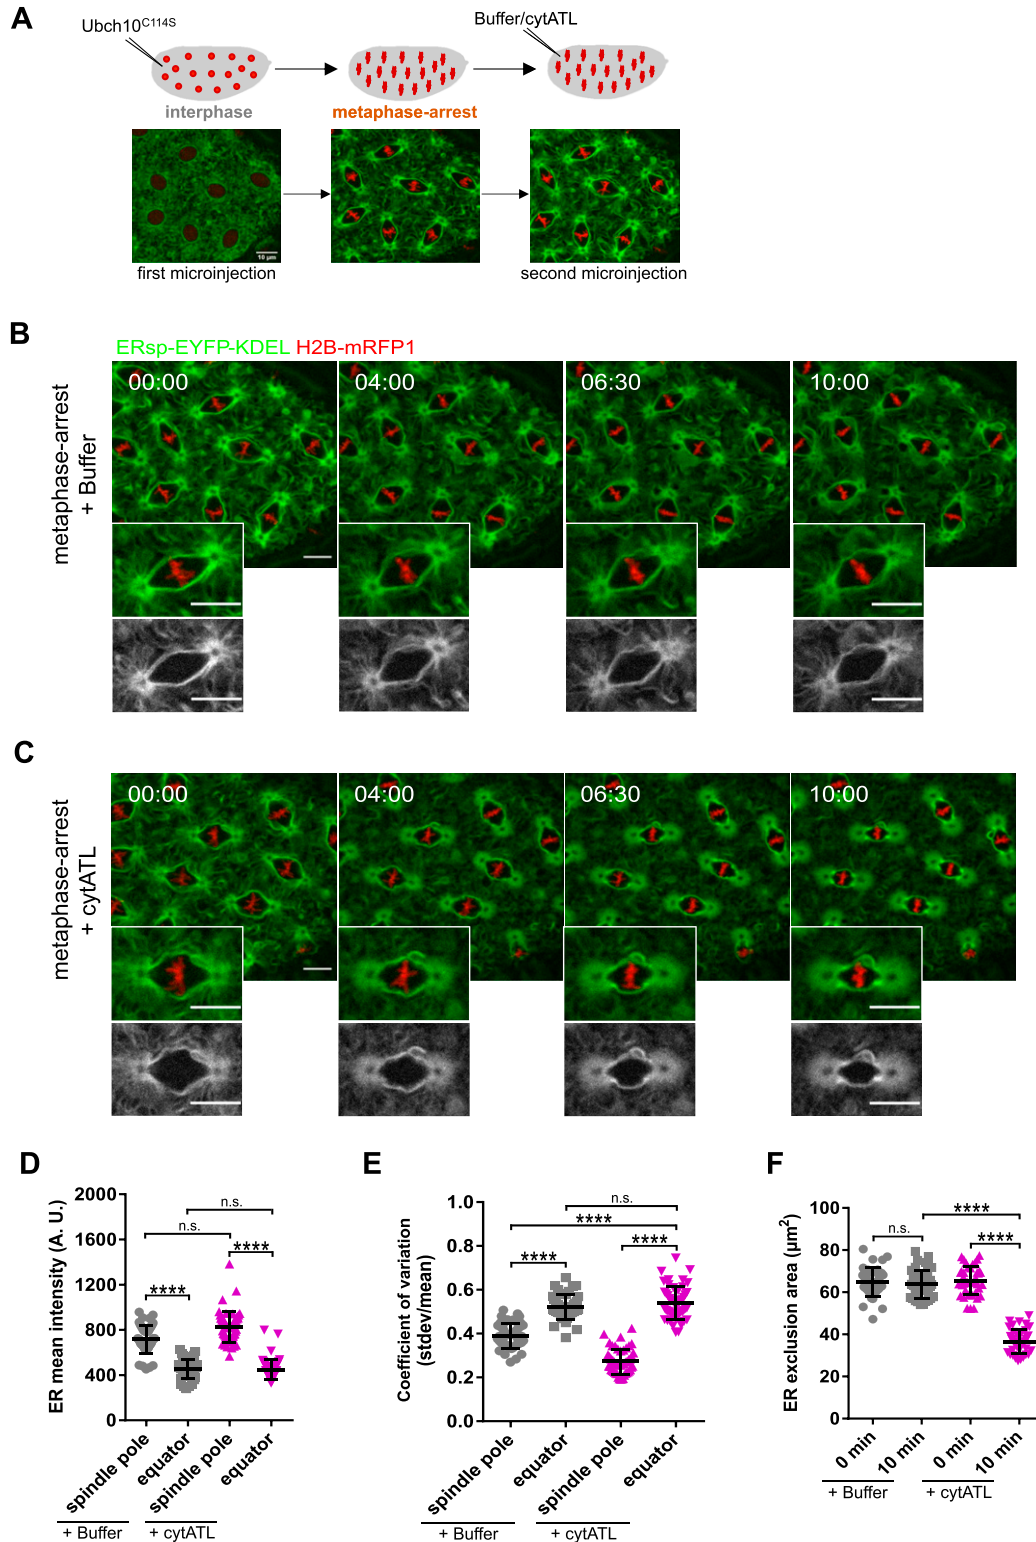 A
Ubch10C114S
Buffer/cytATL
interphase
metaphase-arrest
10 µm
first microinjection
second microinjection
B
ERsp-EYFP-KDEL H2B-mRFP1
metaphase-arrest
+ Buffer
00:00
04:00
06:30
10:00
C
metaphase-arrest
+ cytATL
00:00
04:00
06:30
10:00
D
ER mean intensity (A. U.)
2000
1600
1200
800
400
0
n.s.
n.s.
****
****
spindle pole
equator
spindle pole
equator
+ Buffer
+ cytATL
E
Coefficient of variation
(stdev/mean)
1.0
0.8
0.6
0.4
0.2
0.0
n.s.
****
****
****
spindle pole
equator
spindle pole
equator
+ Buffer
+ cytATL
F
ER exclusion area (µm2)
100
80
60
40
20
0
n.s.
****
****
0 min
10 min
0 min
10 min
+ Buffer
+ cytATL